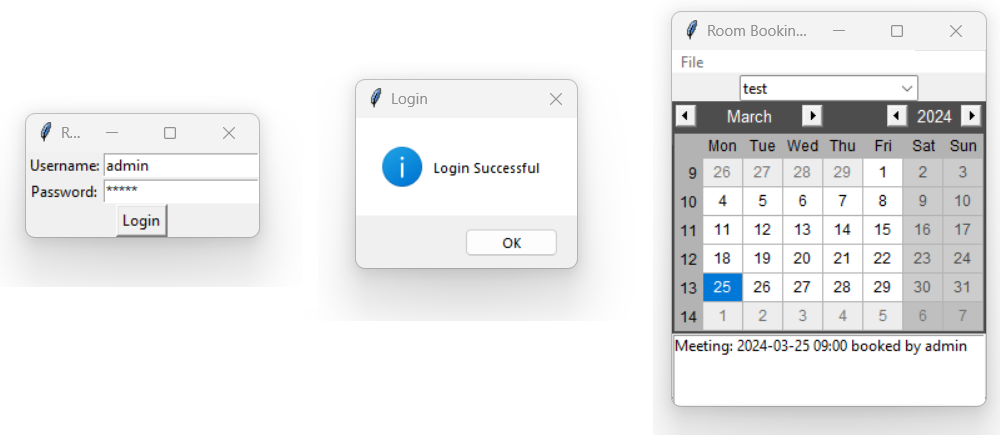 R...
Username: admin
Password: *****
Login
Login
Login Successful
OK
Room Bookin...
File
test
March 2024
Mon Tue Wed Thu Fri Sat Sun
9 26 27 28 29 1 2 3
10 4 5 6 7 8 9 10
11 11 12 13 14 15 16 17
12 18 19 20 21 22 23 24
13 25 26 27 28 29 30 31
14 1 2 3 4 5 6 7
Meeting: 2024-03-25 09:00 booked by admin